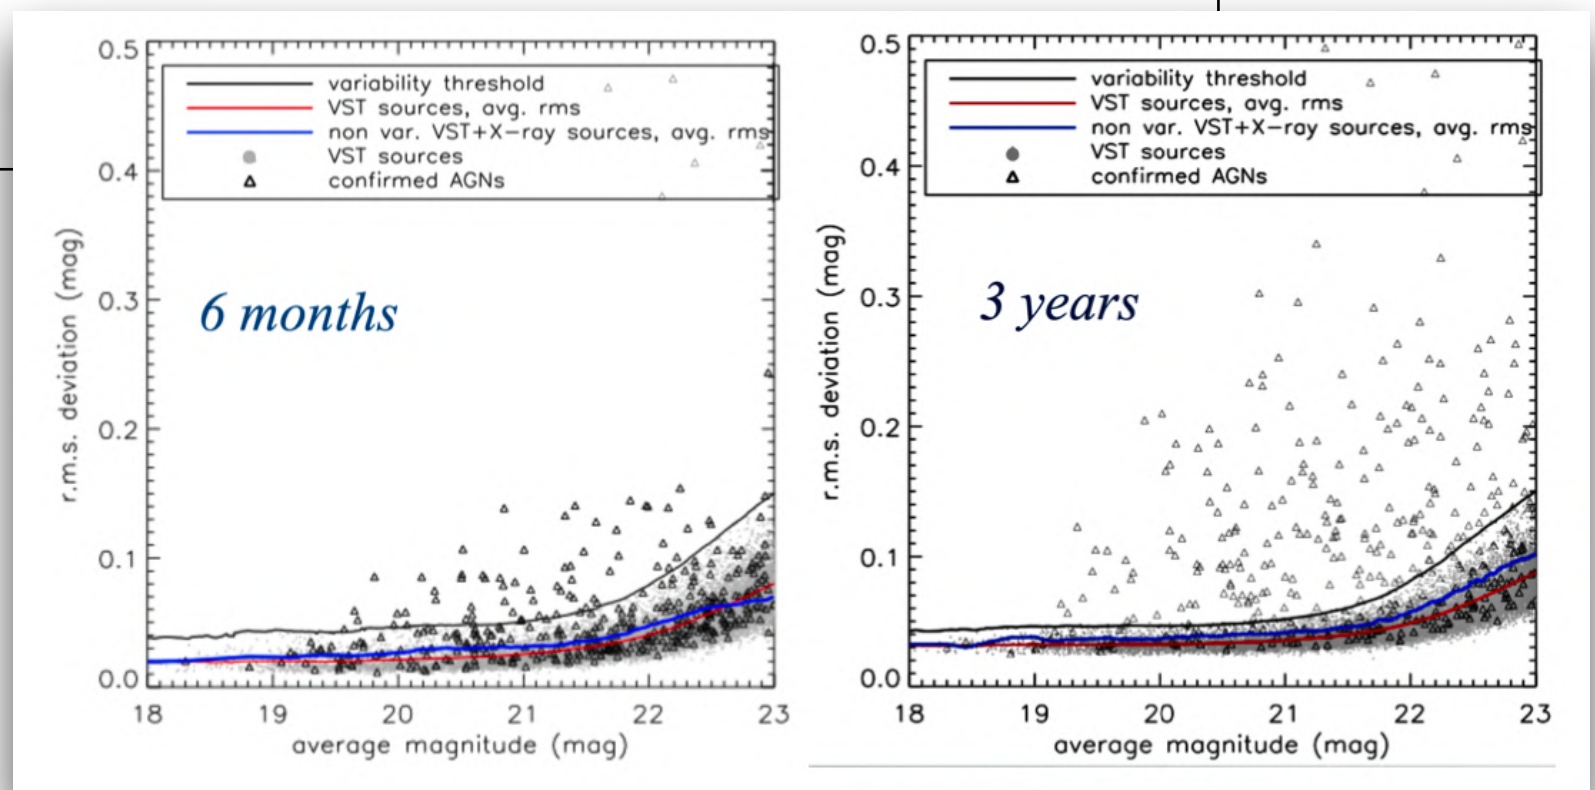 0.5
variability threshold
VST sources, avg. rms
non var. VST+X-ray sources, avg. rms
VST sources
confirmed AGNs
0.4
0.3
0.2
0.1
0.0
r.m.s. deviation (mag)
6 months
18 19 20 21 22 23
average magnitude (mag)
0.5
variability threshold
VST sources, avg. rms
non var. VST+X-ray sources, avg. rms
VST sources
confirmed AGNs
0.4
0.3
0.2
0.1
0.0
r.m.s. deviation (mag)
3 years
18 19 20 21 22 23
average magnitude (mag)